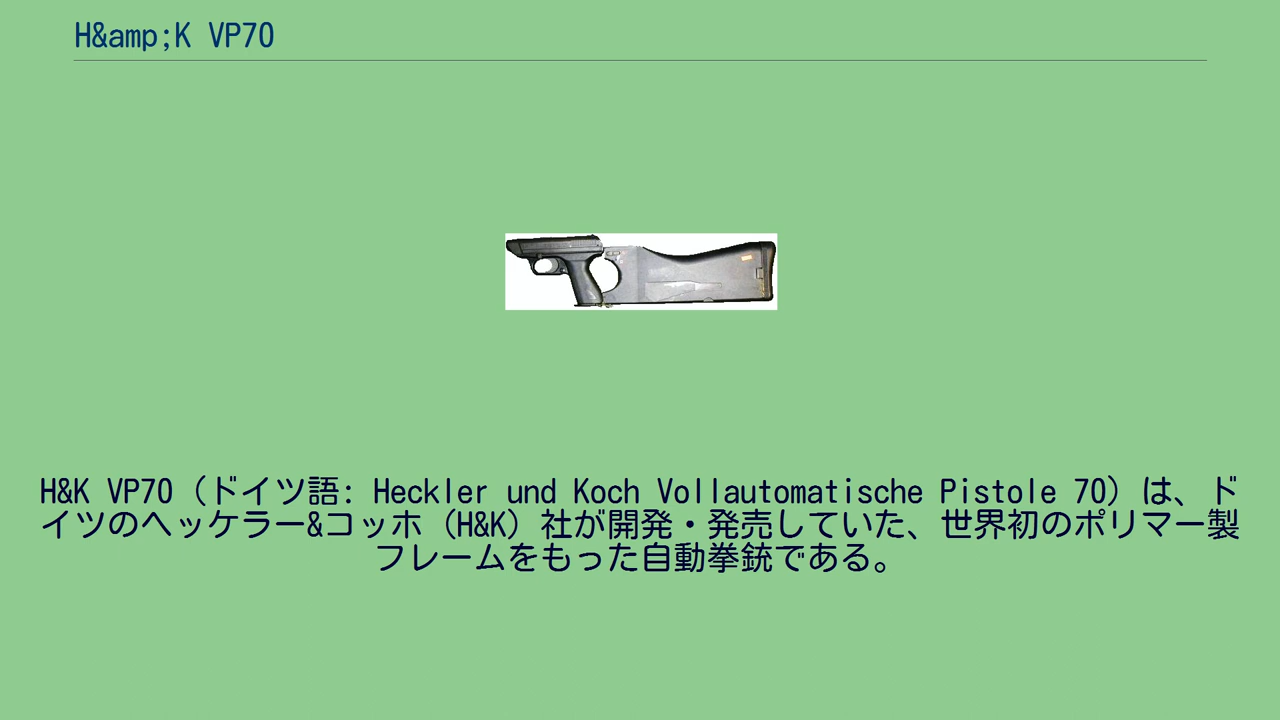 H&amp;K VP70
H&K VP70（ドイツ語: Heckler und Koch Vollautomatische Pistole 70）は、ド
イツのヘッケラー&コッホ（H&K）社が開発・発売していた、世界初のポリマー製
フレームをもった自動拳銃である。